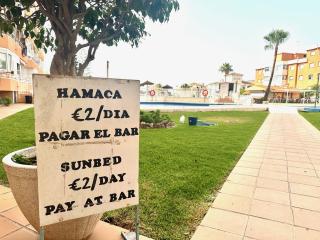 HAMACA
€2/DIA
PAGAR EL BAR
SUNBED
€2/DAY
PAY AT BAR